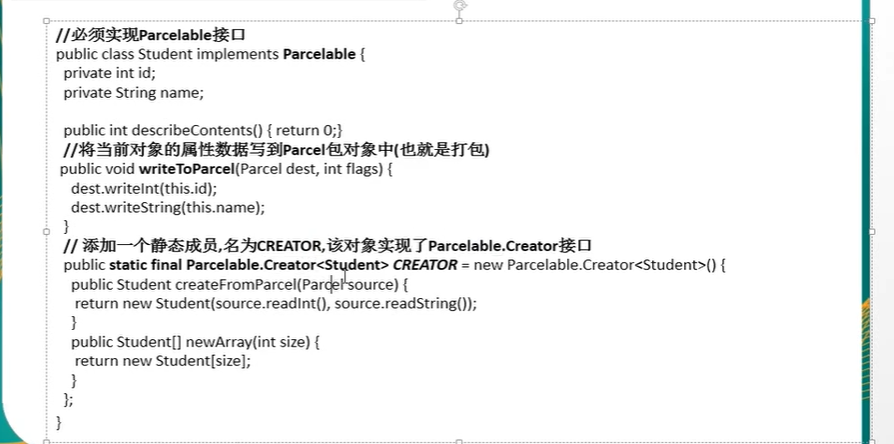 //必须实现Parcelable接口
public class Student implements Parcelable {
private int id;
private String name;
public int describeContents() { return 0;}
//将当前对象的属性数据写到Parcel包对象中(也就是打包)
public void writeToParcel(Parcel dest, int flags) {
dest.writeInt(this.id);
dest.writeString(this.name);
}
// 添加一个静态成员,名为CREATOR,该对象实现了Parcelable.Creator接口
public static final Parcelable.Creator<Student> CREATOR = new Parcelable.Creator<Student>() {
public Student createFromParcel(Parcel source) {
return new Student(source.readInt(), source.readString());
}
public Student[] newArray(int size) {
return new Student[size];
}
};
}